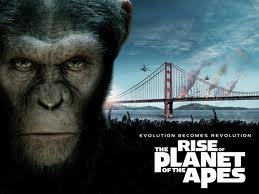 EVOLUTION BECOMES REVOLUTION
THE RISE OF
PLANET
OF THE APES